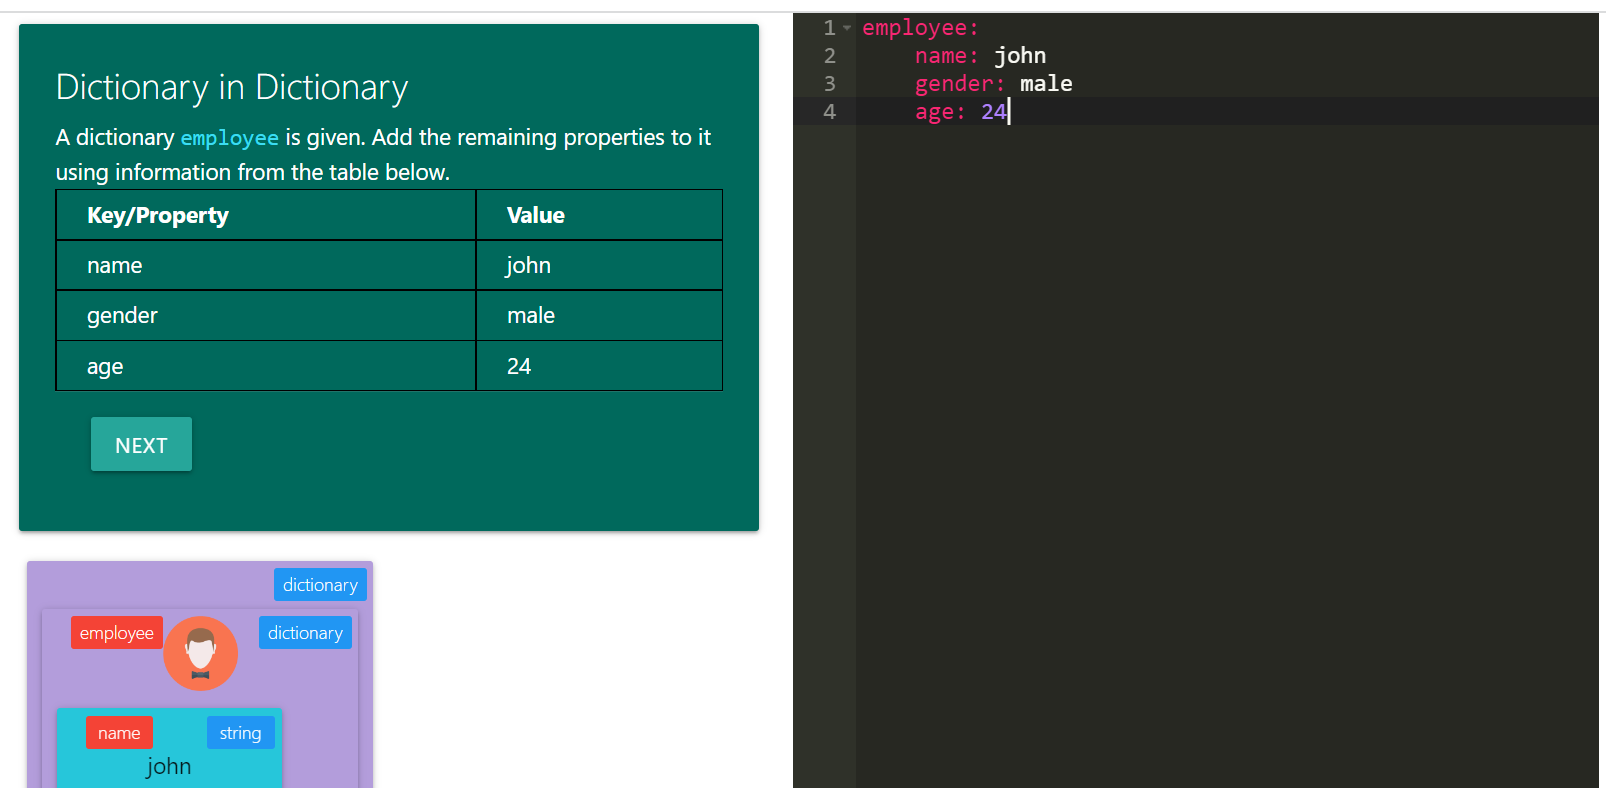 Dictionary in Dictionary
A dictionary employee is given. Add the remaining properties to it
using information from the table below.
Key/Property Value
name john
gender male
age 24
NEXT
dictionary
employee dictionary
name string
john
1 employee:
2 name: john
3 gender: male
4 age: 24